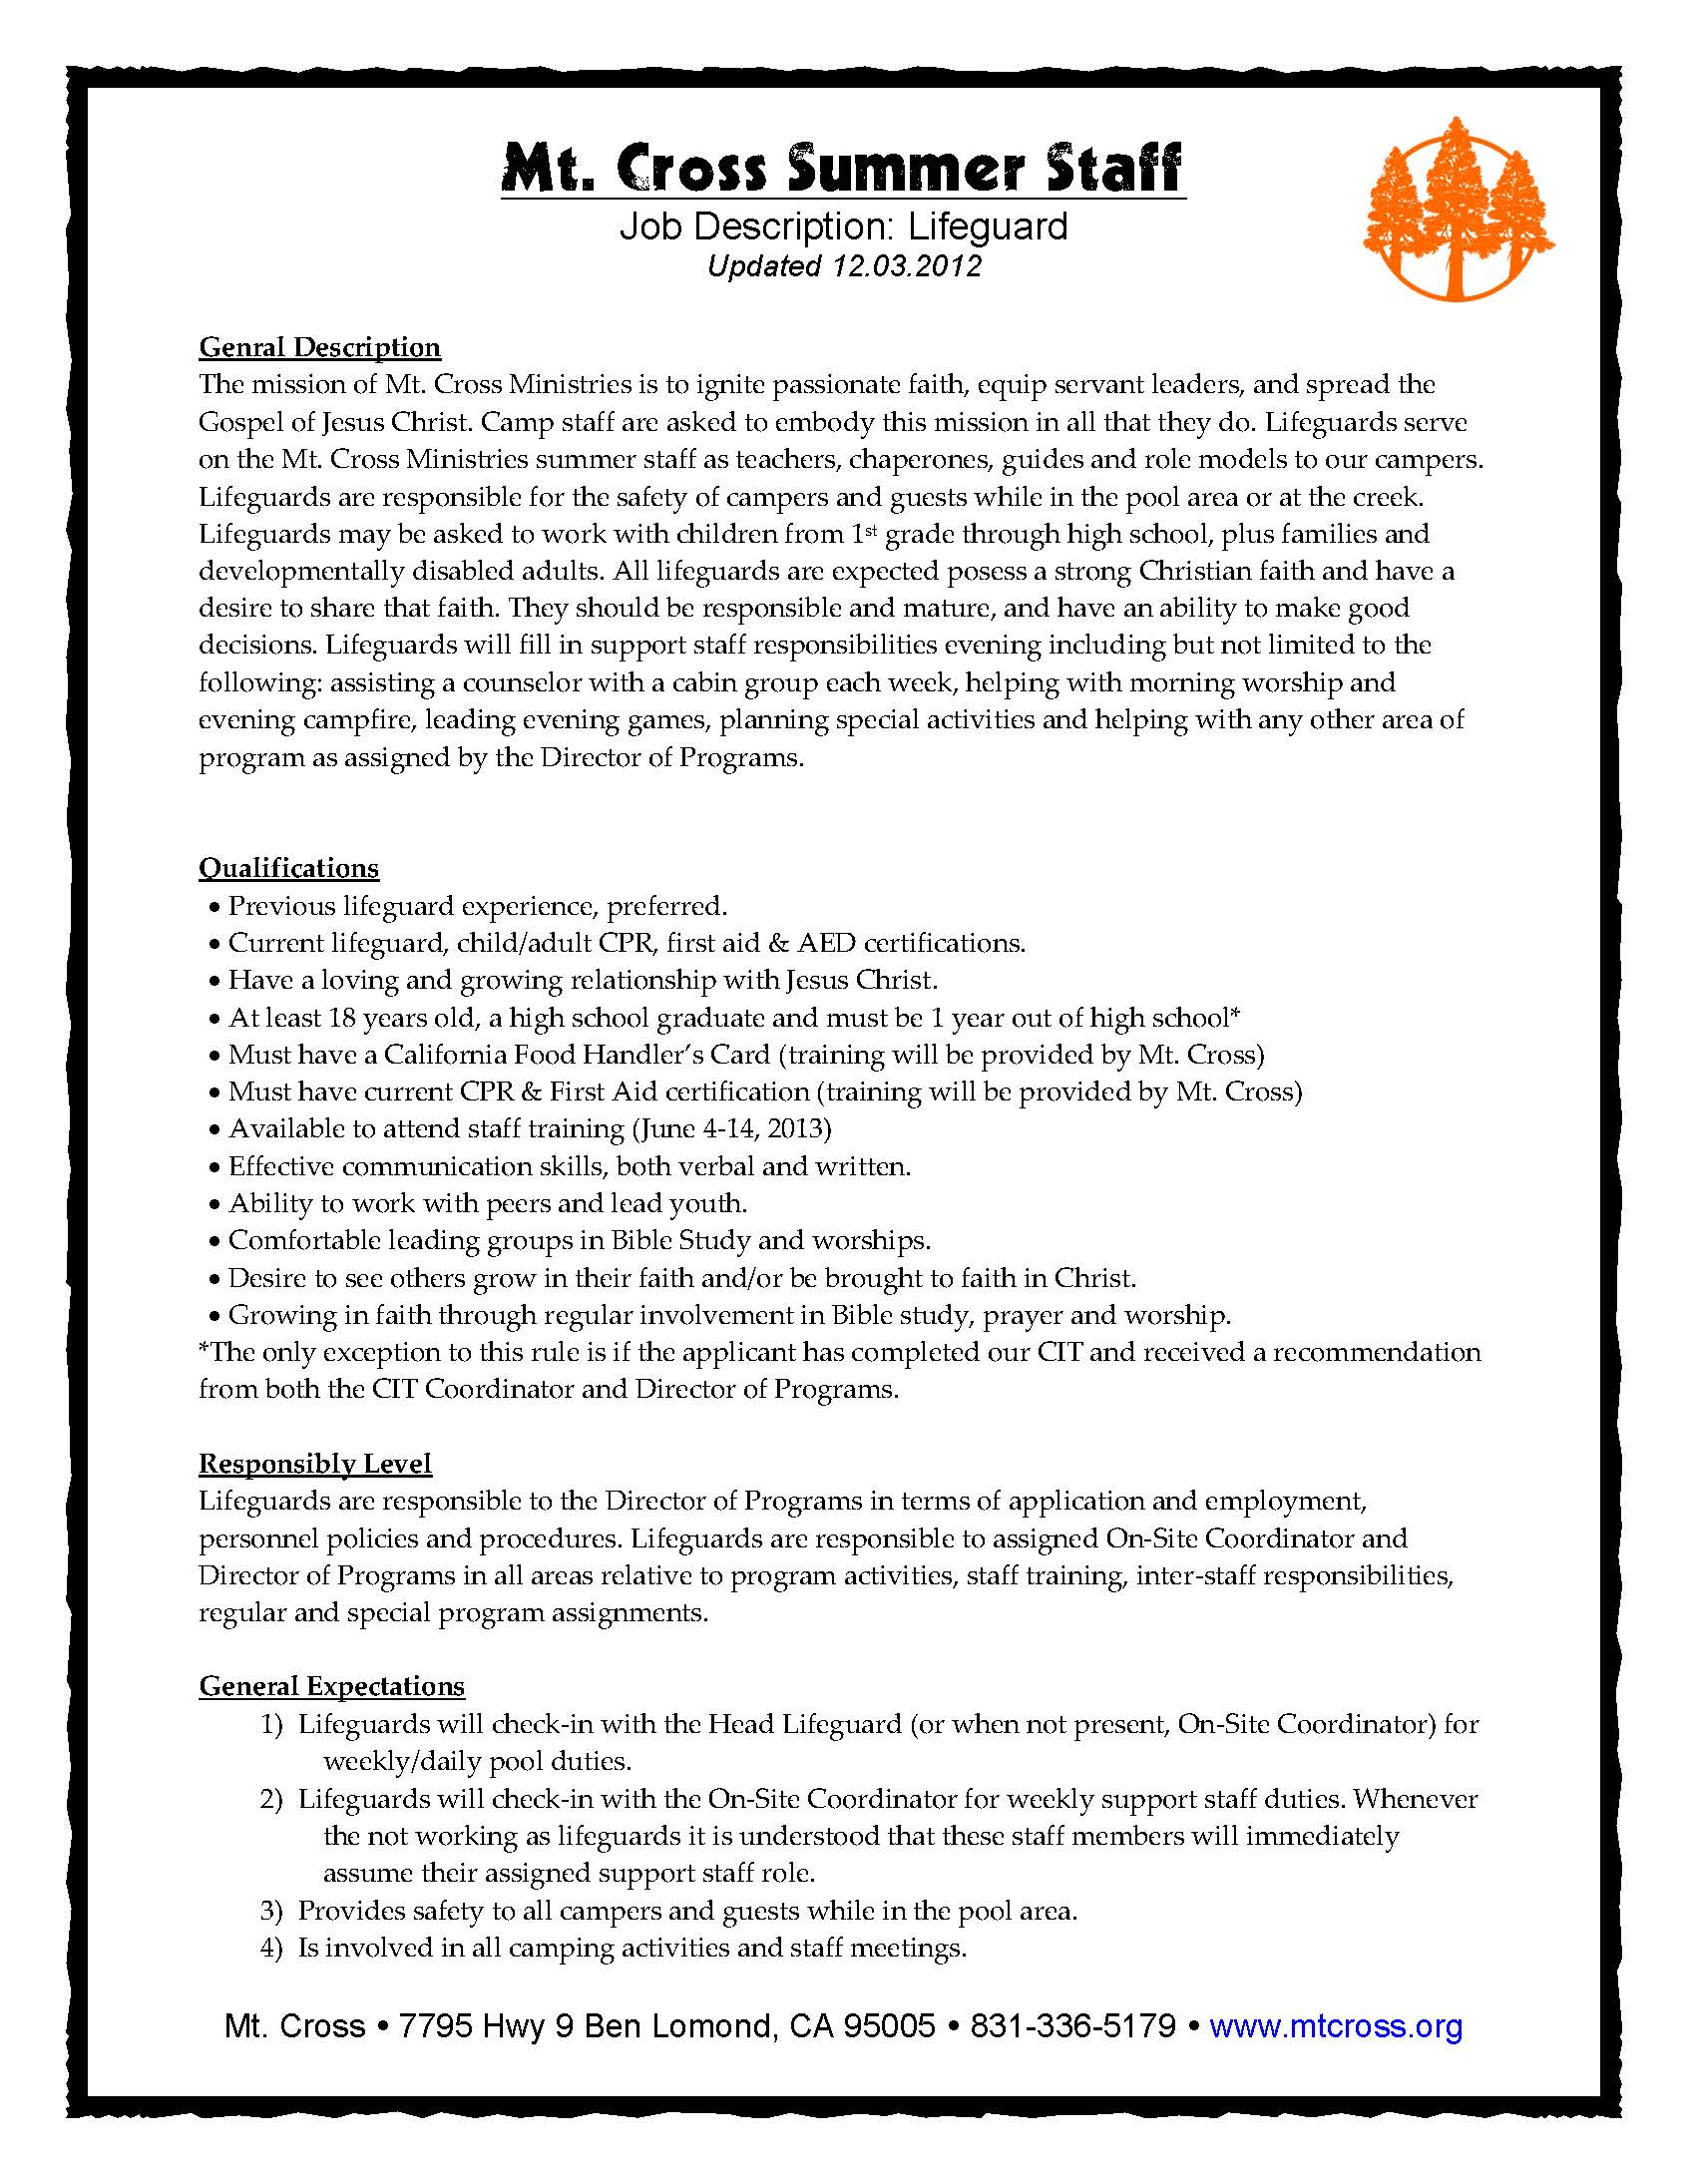 Mt. Cross Summer Staff
Job Description: Lifeguard
Updated 12.03.2012
Genral Description
The mission of Mt. Cross Ministries is to ignite passionate faith, equip servant leaders, and spread the
Gospel of Jesus Christ. Camp staff are asked to embody this mission in all that they do. Lifeguards serve
on the Mt. Cross Ministries summer staff as teachers, chaperones, guides and role models to our campers.
Lifeguards are responsible for the safety of campers and guests while in the pool area or at the creek.
Lifeguards may be asked to work with children from 1st grade through high school, plus families and
developmentally disabled adults. All lifeguards are expected posess a strong Christian faith and have a
desire to share that faith. They should be responsible and mature, and have an ability to make good
decisions. Lifeguards will fill in support staff responsibilities evening including but not limited to the
following: assisting a counselor with a cabin group each week, helping with morning worship and
evening campfire, leading evening games, planning special activities and helping with any other area of
program as assigned by the Director of Programs.
Qualifications
• Previous lifeguard experience, preferred.
• Current lifeguard, child/adult CPR, first aid & AED certifications.
• Have a loving and growing relationship with Jesus Christ.
• At least 18 years old, a high school graduate and must be 1 year out of high school*
• Must have a California Food Handler's Card (training will be provided by Mt. Cross)
• Must have current CPR & First Aid certification (training will be provided by Mt. Cross)
• Available to attend staff training (June 4-14, 2013)
• Effective communication skills, both verbal and written.
• Ability to work with peers and lead youth.
• Comfortable leading groups in Bible Study and worships.
• Desire to see others grow in their faith and/or be brought to faith in Christ.
• Growing in faith through regular involvement in Bible study, prayer and worship.
*The only exception to this rule is if the applicant has completed our CIT and received a recommendation
from both the CIT Coordinator and Director of Programs.
Responsibly Level
Lifeguards are responsible to the Director of Programs in terms of application and employment,
personnel policies and procedures. Lifeguards are responsible to assigned On-Site Coordinator and
Director of Programs in all areas relative to program activities, staff training, inter-staff responsibilities,
regular and special program assignments.
General Expectations
1) Lifeguards will check-in with the Head Lifeguard (or when not present, On-Site Coordinator) for
weekly/daily pool duties.
2) Lifeguards will check-in with the On-Site Coordinator for weekly support staff duties. Whenever
the not working as lifeguards it is understood that these staff members will immediately
assume their assigned support staff role.
3) Provides safety to all campers and guests while in the pool area.
4) Is involved in all camping activities and staff meetings.
Mt. Cross • 7795 Hwy 9 Ben Lomond, CA 95005 • 831-336-5179 • www.mtcross.org